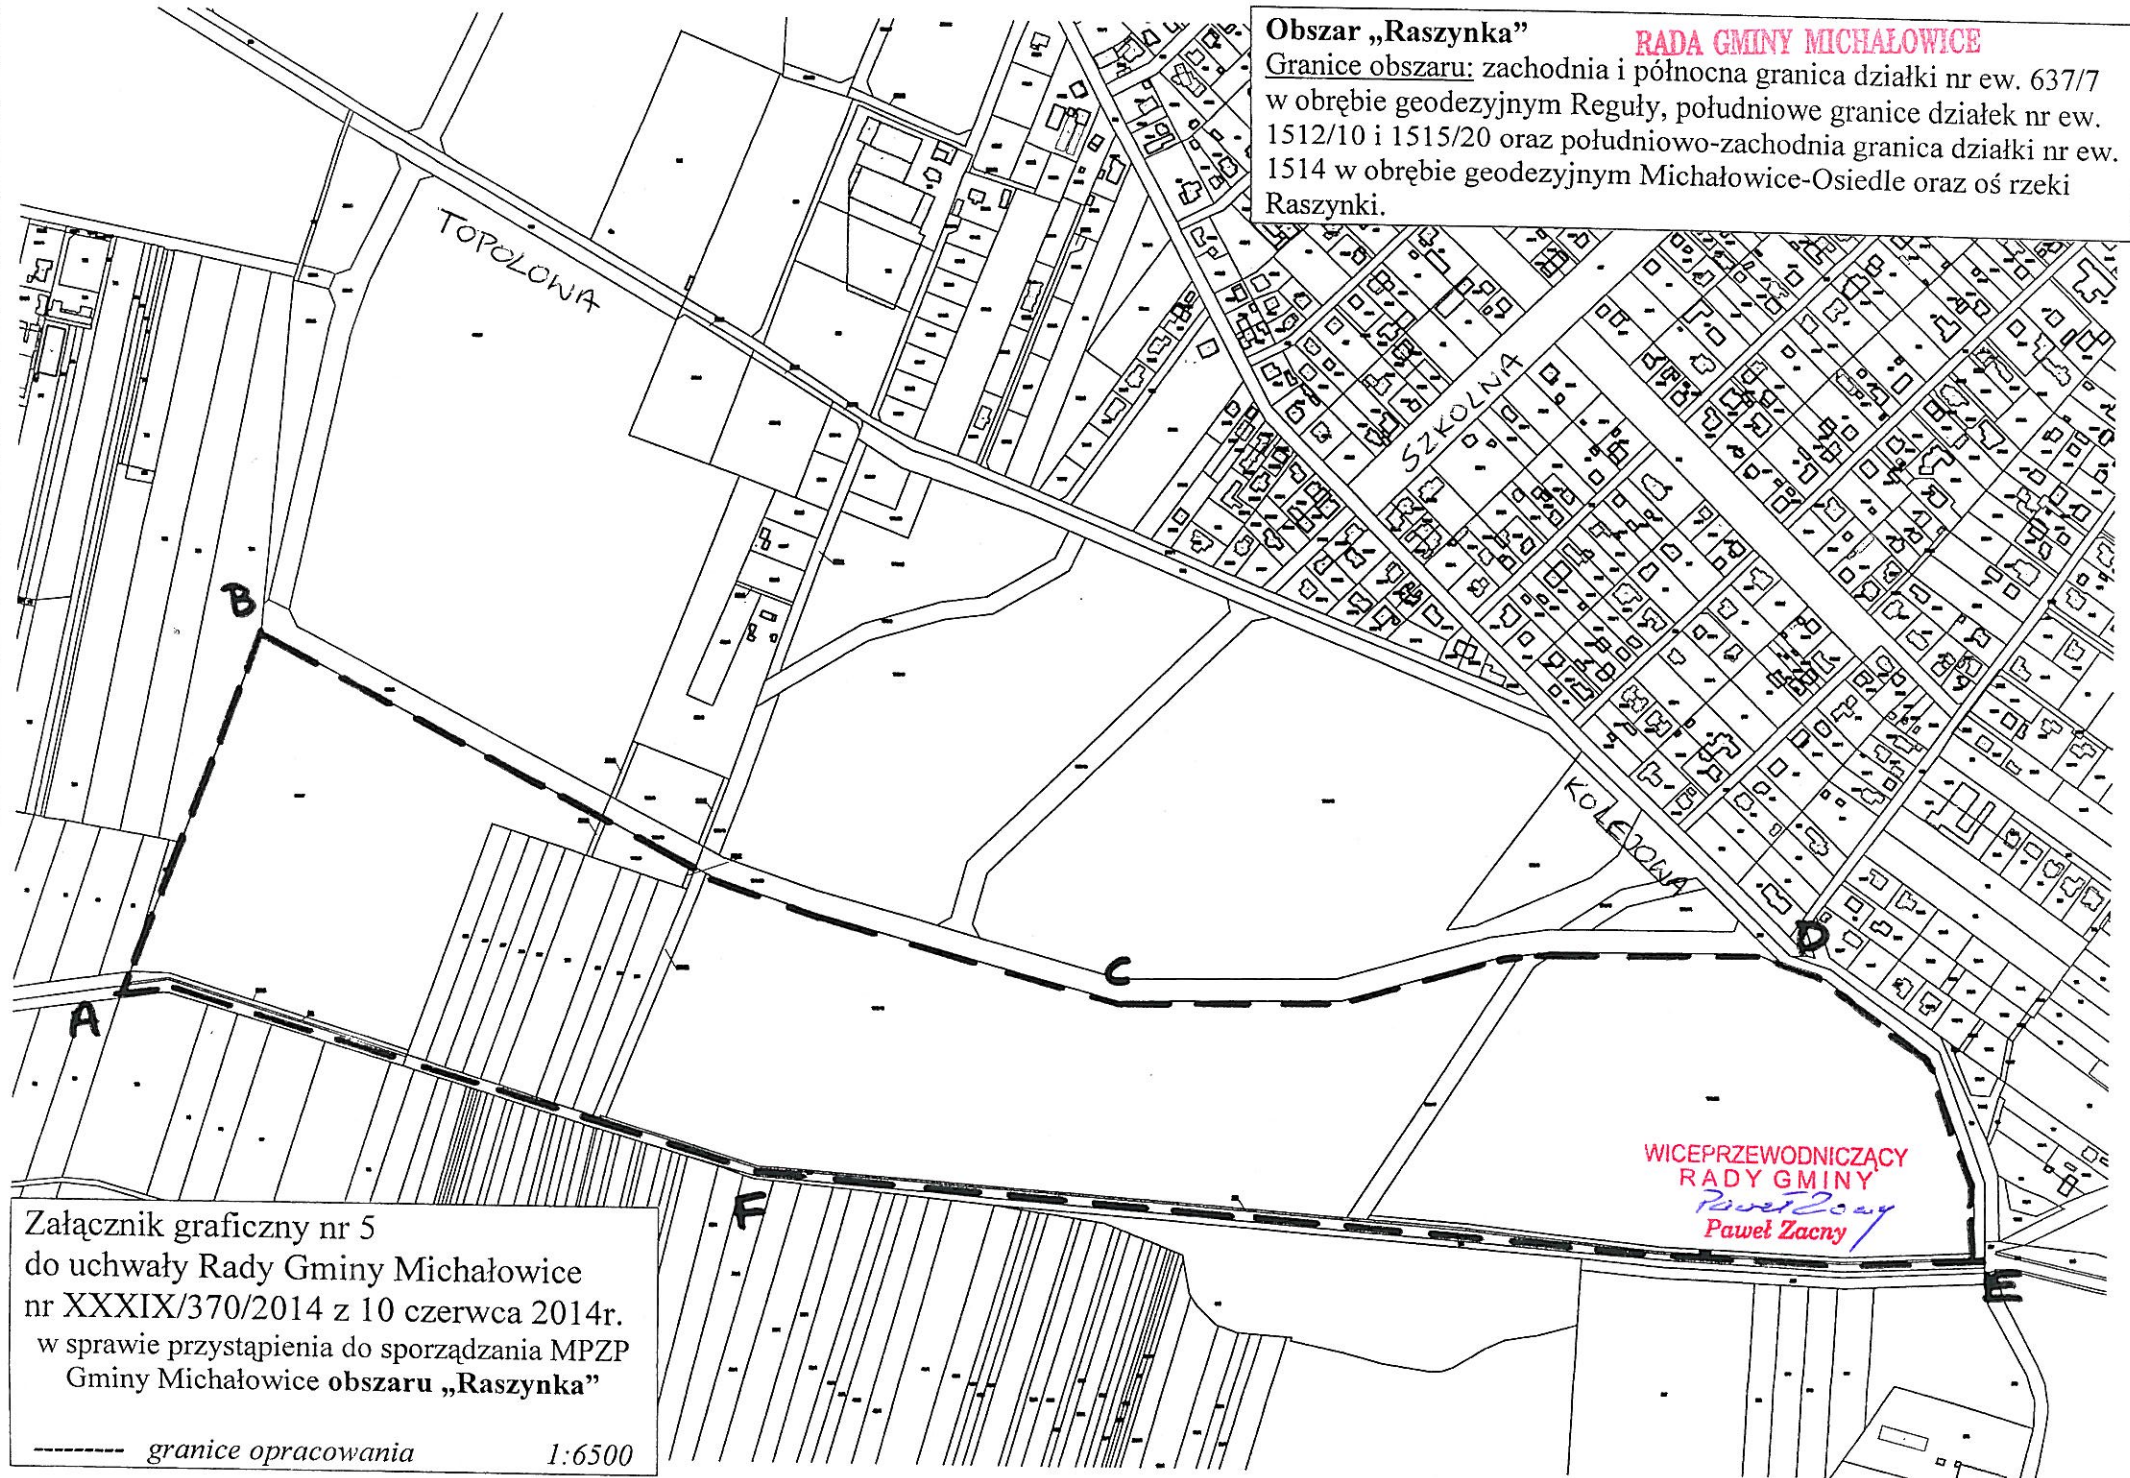 Obszar „Raszynka”
RADA GMINY MICHAŁOWICE
Granice obszaru: zachodnia i północna granica działki nr ew. 637/7
w obrębie geodezyjnym Reguły, południowe granice działek nr ew.
1512/10 i 1515/20 oraz południowo-zachodnia granica działki nr ew.
1514 w obrębie geodezyjnym Michałowice-Osiedle oraz oś rzeki
Raszynki.
TOPOLOWA
SZKOLNA
KOLEJOWA
B
C
D
A
F
E
WICEPRZEWODNICZĄCY
RADY GMINY
Paweł Zacny
Paweł Zacny
Załącznik graficzny nr 5
do uchwały Rady Gminy Michałowice
nr XXXIX/370/2014 z 10 czerwca 2014r.
w sprawie przystąpienia do sporządzania MPZP
Gminy Michałowice obszaru „Raszynka”
--------- granice opracowania 1:6500